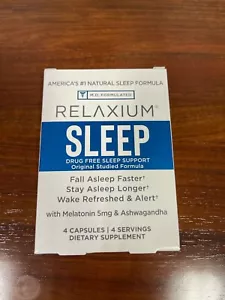 AMERICA'S #1 NATURAL SLEEP FORMULA
M.D. FORMULATED
RELAXIUM®
SLEEP
DRUG FREE SLEEP SUPPORT
Original Studied Formula
Fall Asleep Faster†
Stay Asleep Longer†
Wake Refreshed & Alert†
with Melatonin 5mg & Ashwagandha
4 CAPSULES | 4 SERVINGS
DIETARY SUPPLEMENT